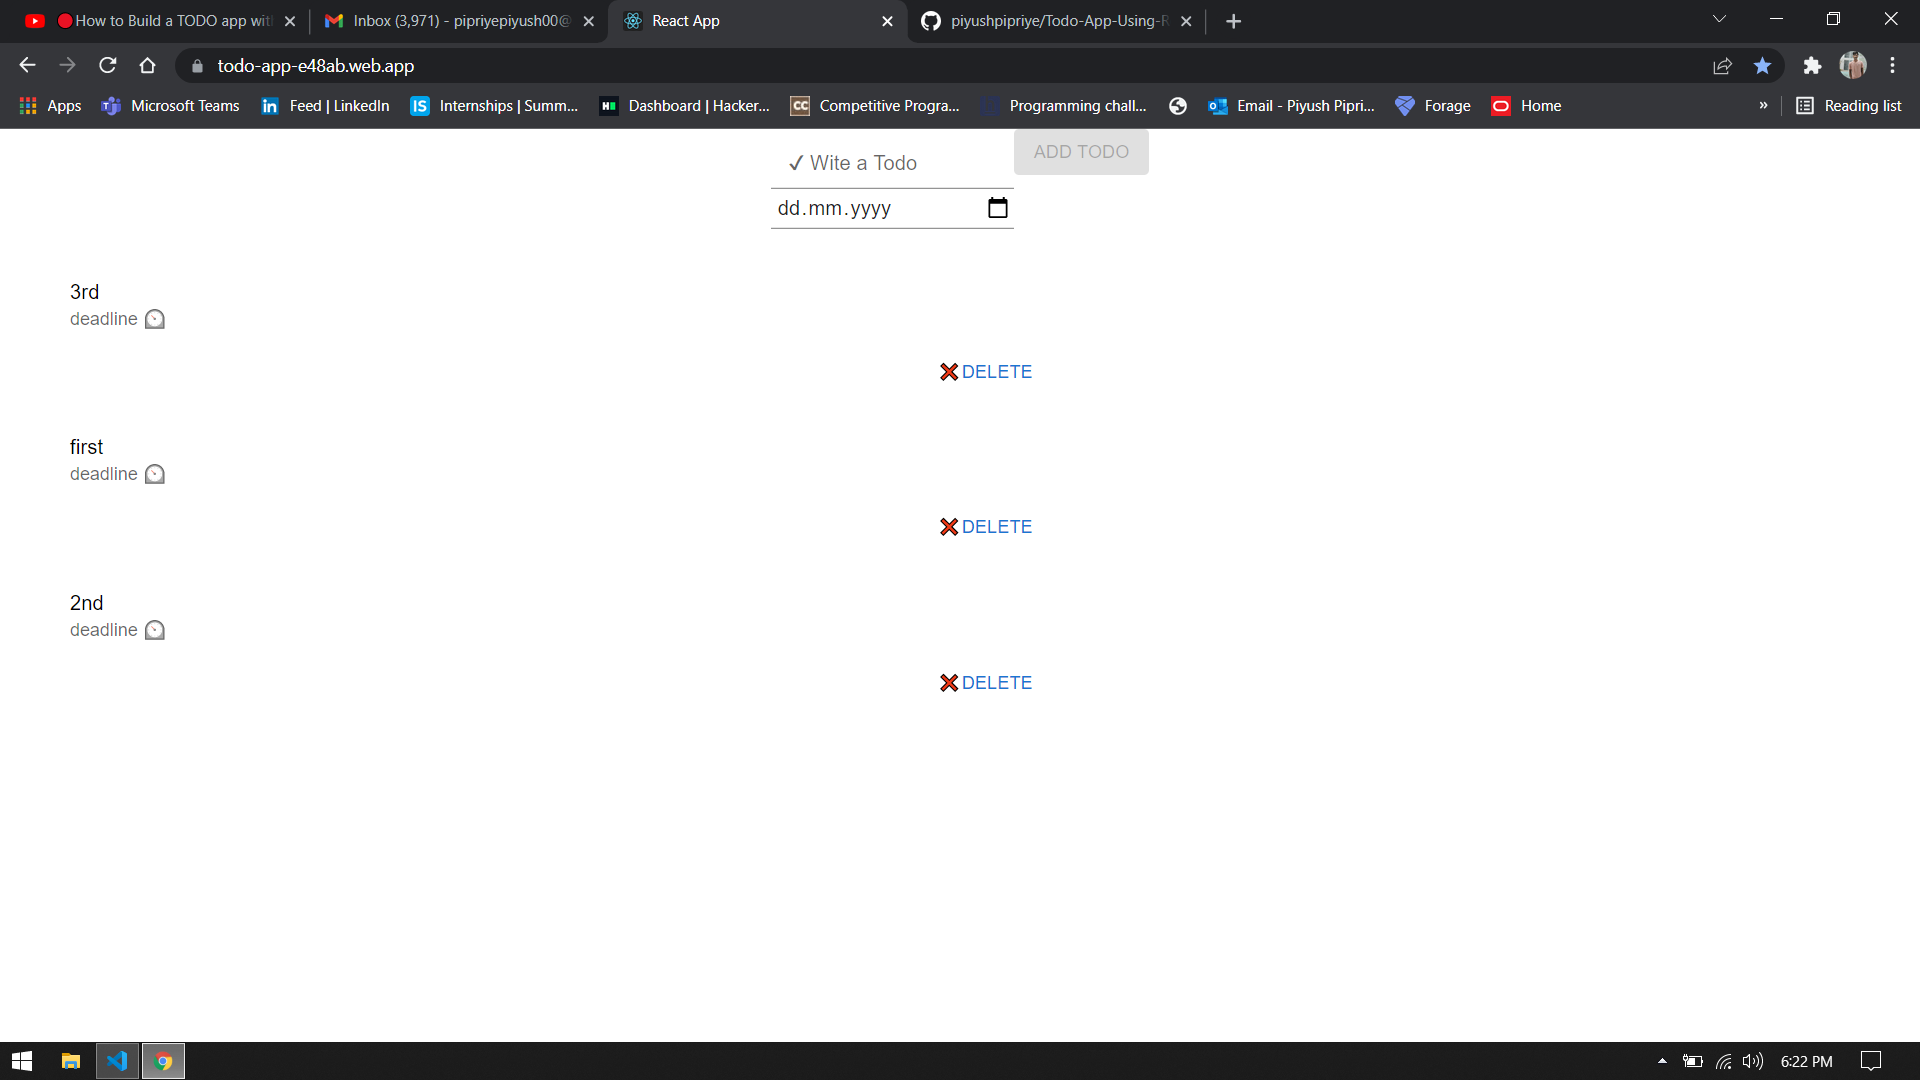 How to Build a TODO app wit
Inbox (3,971) - pipriyepiyush00@
React App
piyushpipriye/Todo-App-Using-R
todo-app-e48ab.web.app
Apps
Microsoft Teams
in Feed | LinkedIn
IS Internships | Summ...
H Dashboard | Hacker...
CC Competitive Progra...
Programming chall...
Email - Piyush Pipri...
Forage
Home
»
Reading list
✓ Wite a Todo
ADD TODO
dd.mm.yyyy
3rd
deadline
DELETE
first
deadline
DELETE
2nd
deadline
DELETE
6:22 PM